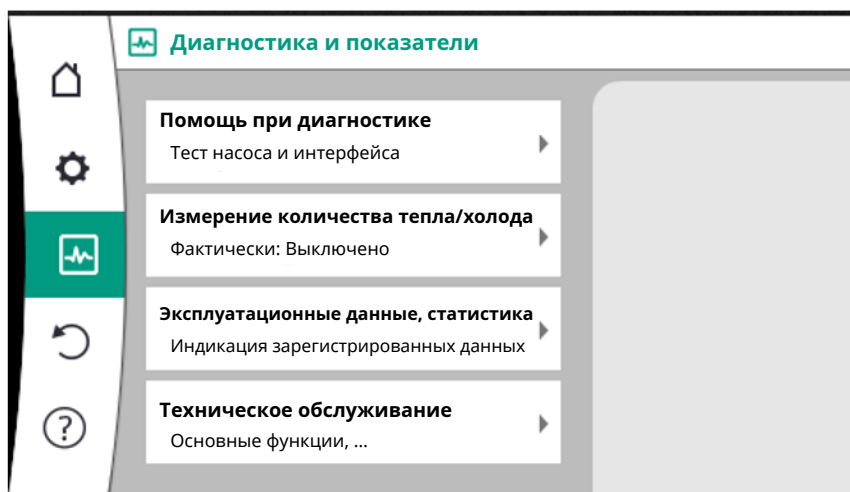 Диагностика и показатели
Помощь при диагностике
Тест насоса и интерфейса
Измерение количества тепла/холода
Фактически: Выключено
Эксплуатационные данные, статистика
Индикация зарегистрированных данных
Техническое обслуживание
Основные функции, ...
?